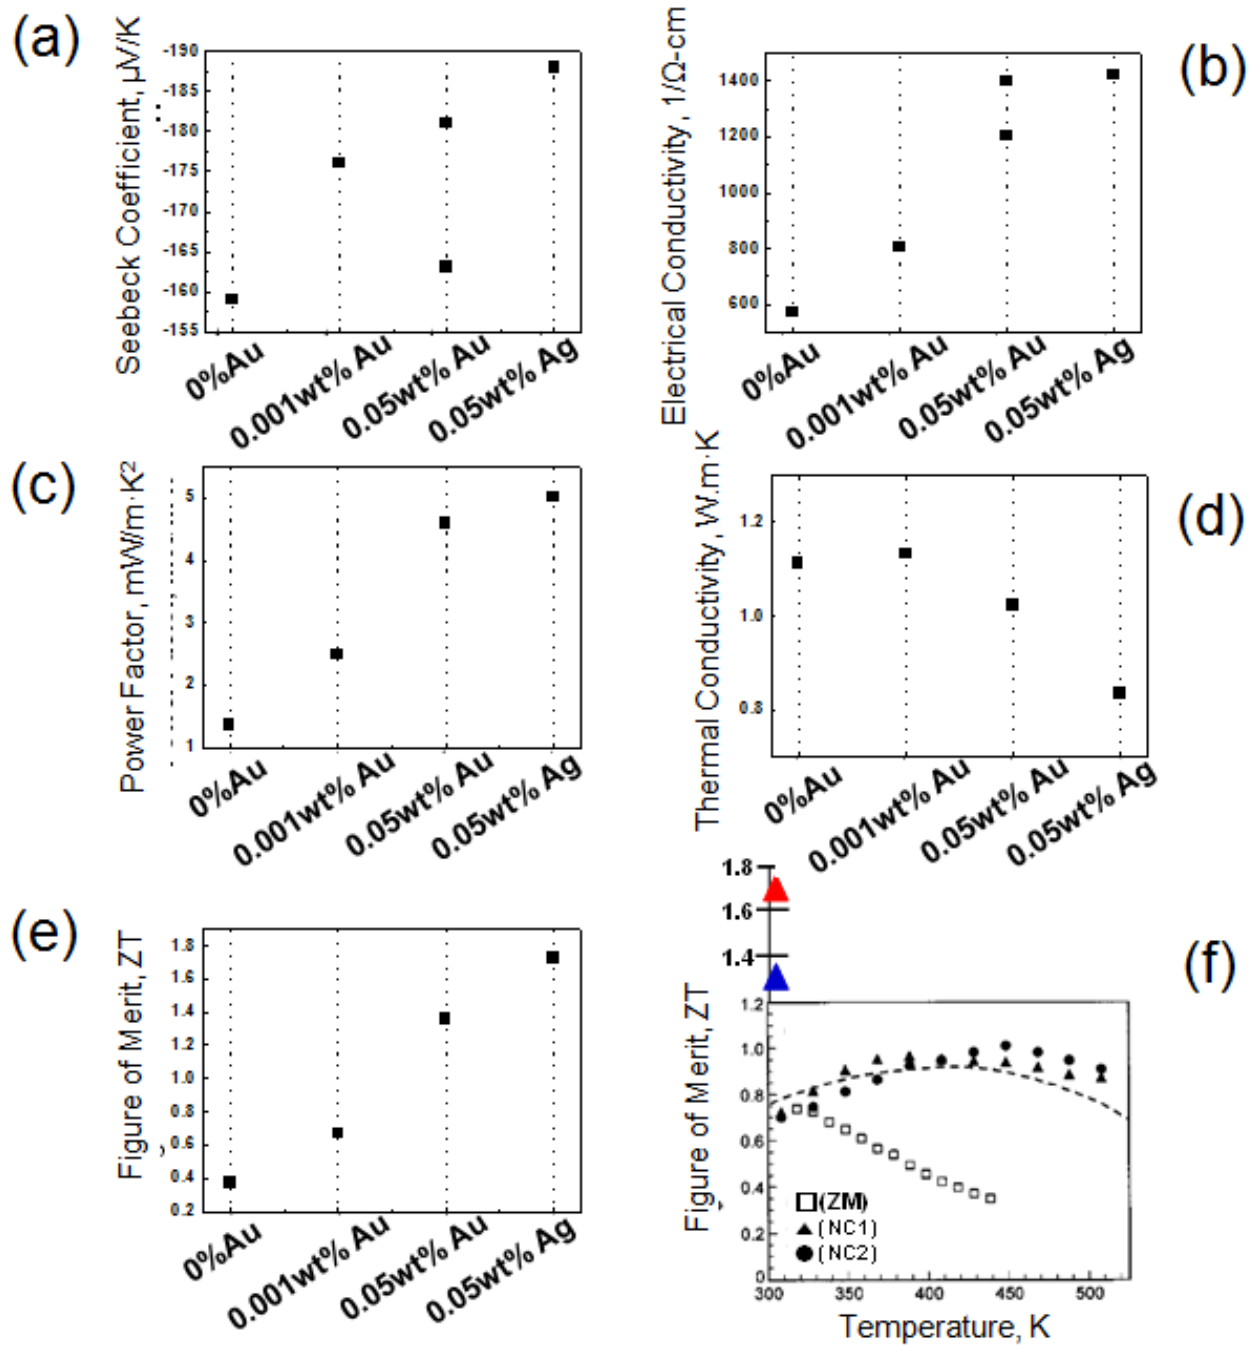 (a)
Seebeck Coefficient, µV/K
-190
-185
-180
-175
-170
-165
-160
-155
0%Au
0.001wt% Au
0.05wt% Au
0.05wt% Ag
(b)
Electrical Conductivity, 1/Ω-cm
1400
1200
1000
800
600
0%Au
0.001wt% Au
0.05wt% Au
0.05wt% Ag
(c)
Power Factor, mW/m·K²
5
4
3
2
1
0%Au
0.001wt% Au
0.05wt% Au
0.05wt% Ag
(d)
Thermal Conductivity, W.m·K
1.2
1.0
0.8
0%Au
0.001wt% Au
0.05wt% Au
0.05wt% Ag
(e)
Figure of Merit, ZT
1.8
1.6
1.4
1.2
1.0
0.8
0.6
0.4
0.2
0%Au
0.001wt% Au
0.05wt% Au
0.05wt% Ag
(f)
Figure of Merit, ZT
1.8
1.6
1.4
1.2
1.0
0.8
0.6
0.4
0.2
0
(ZM)
(NC1)
(NC2)
300
350
400
450
500
Temperature, K